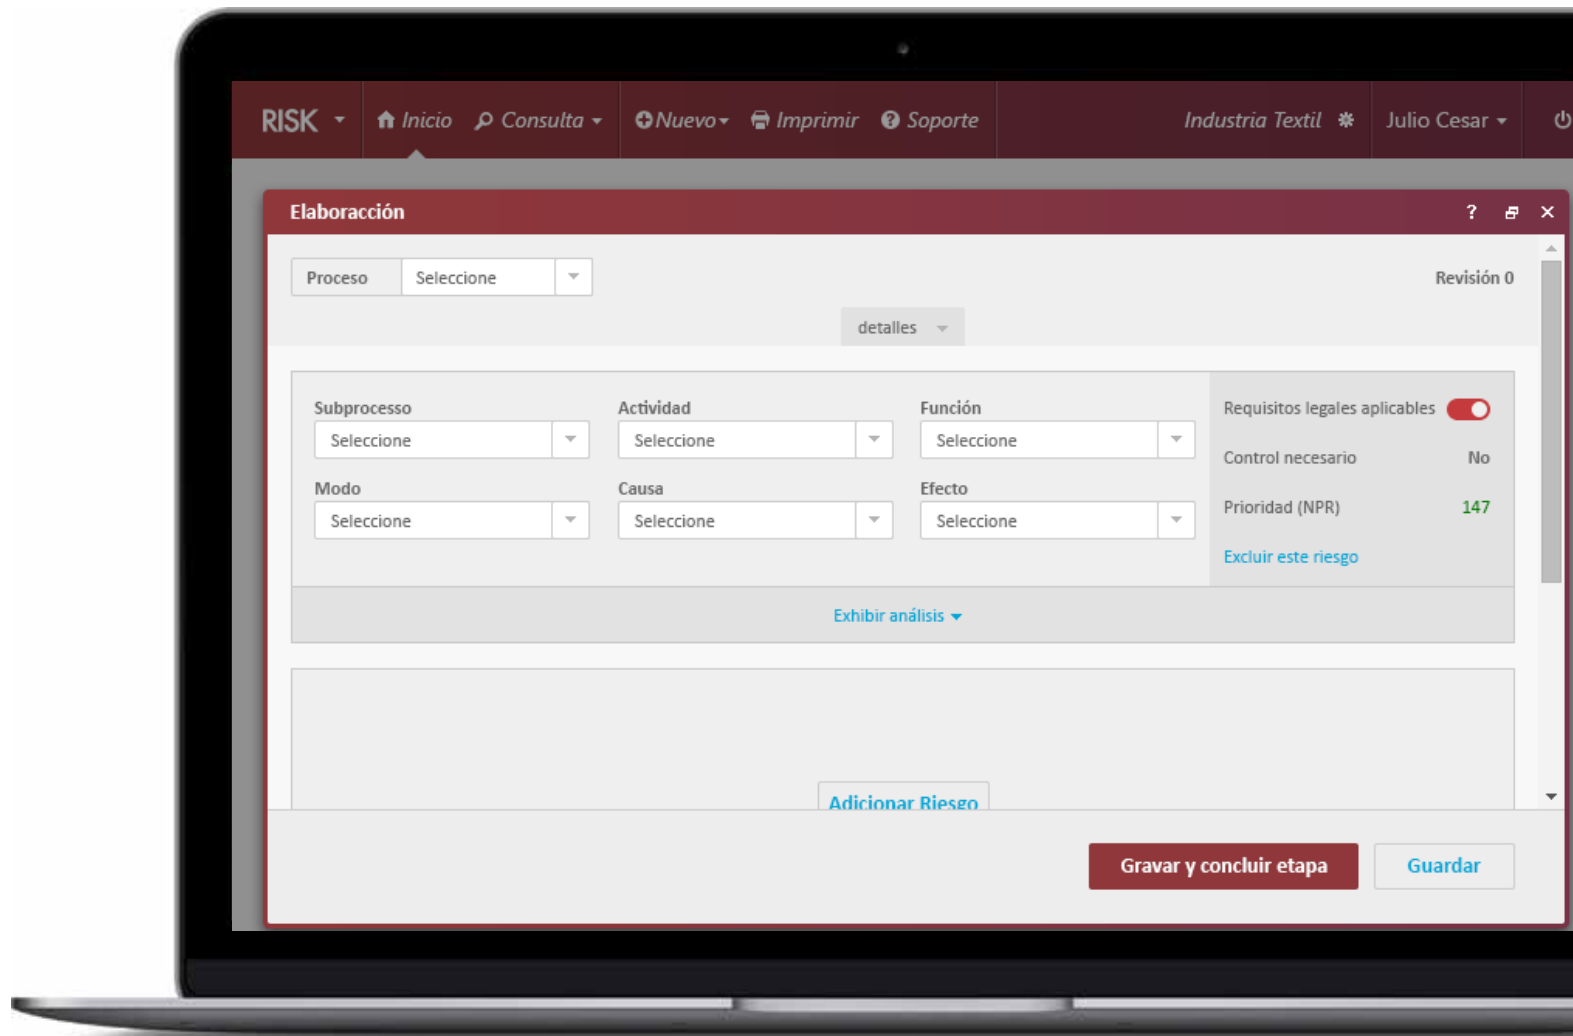 RISK Inicio Consulta Nuevo Imprimir Soporte Industria Textil Julio Cesar
Elaboracción ?
Proceso Seleccione Revisión 0
detalles
Subprocesso Actividad Función
Seleccione Seleccione Seleccione
Modo Causa Efecto
Seleccione Seleccione Seleccione
Requisitos legales aplicables
Control necesario No
Prioridad (NPR) 147
Excluir este riesgo
Exhibir análisis
Adicionar Riesgo
Gravar y concluir etapa Guardar